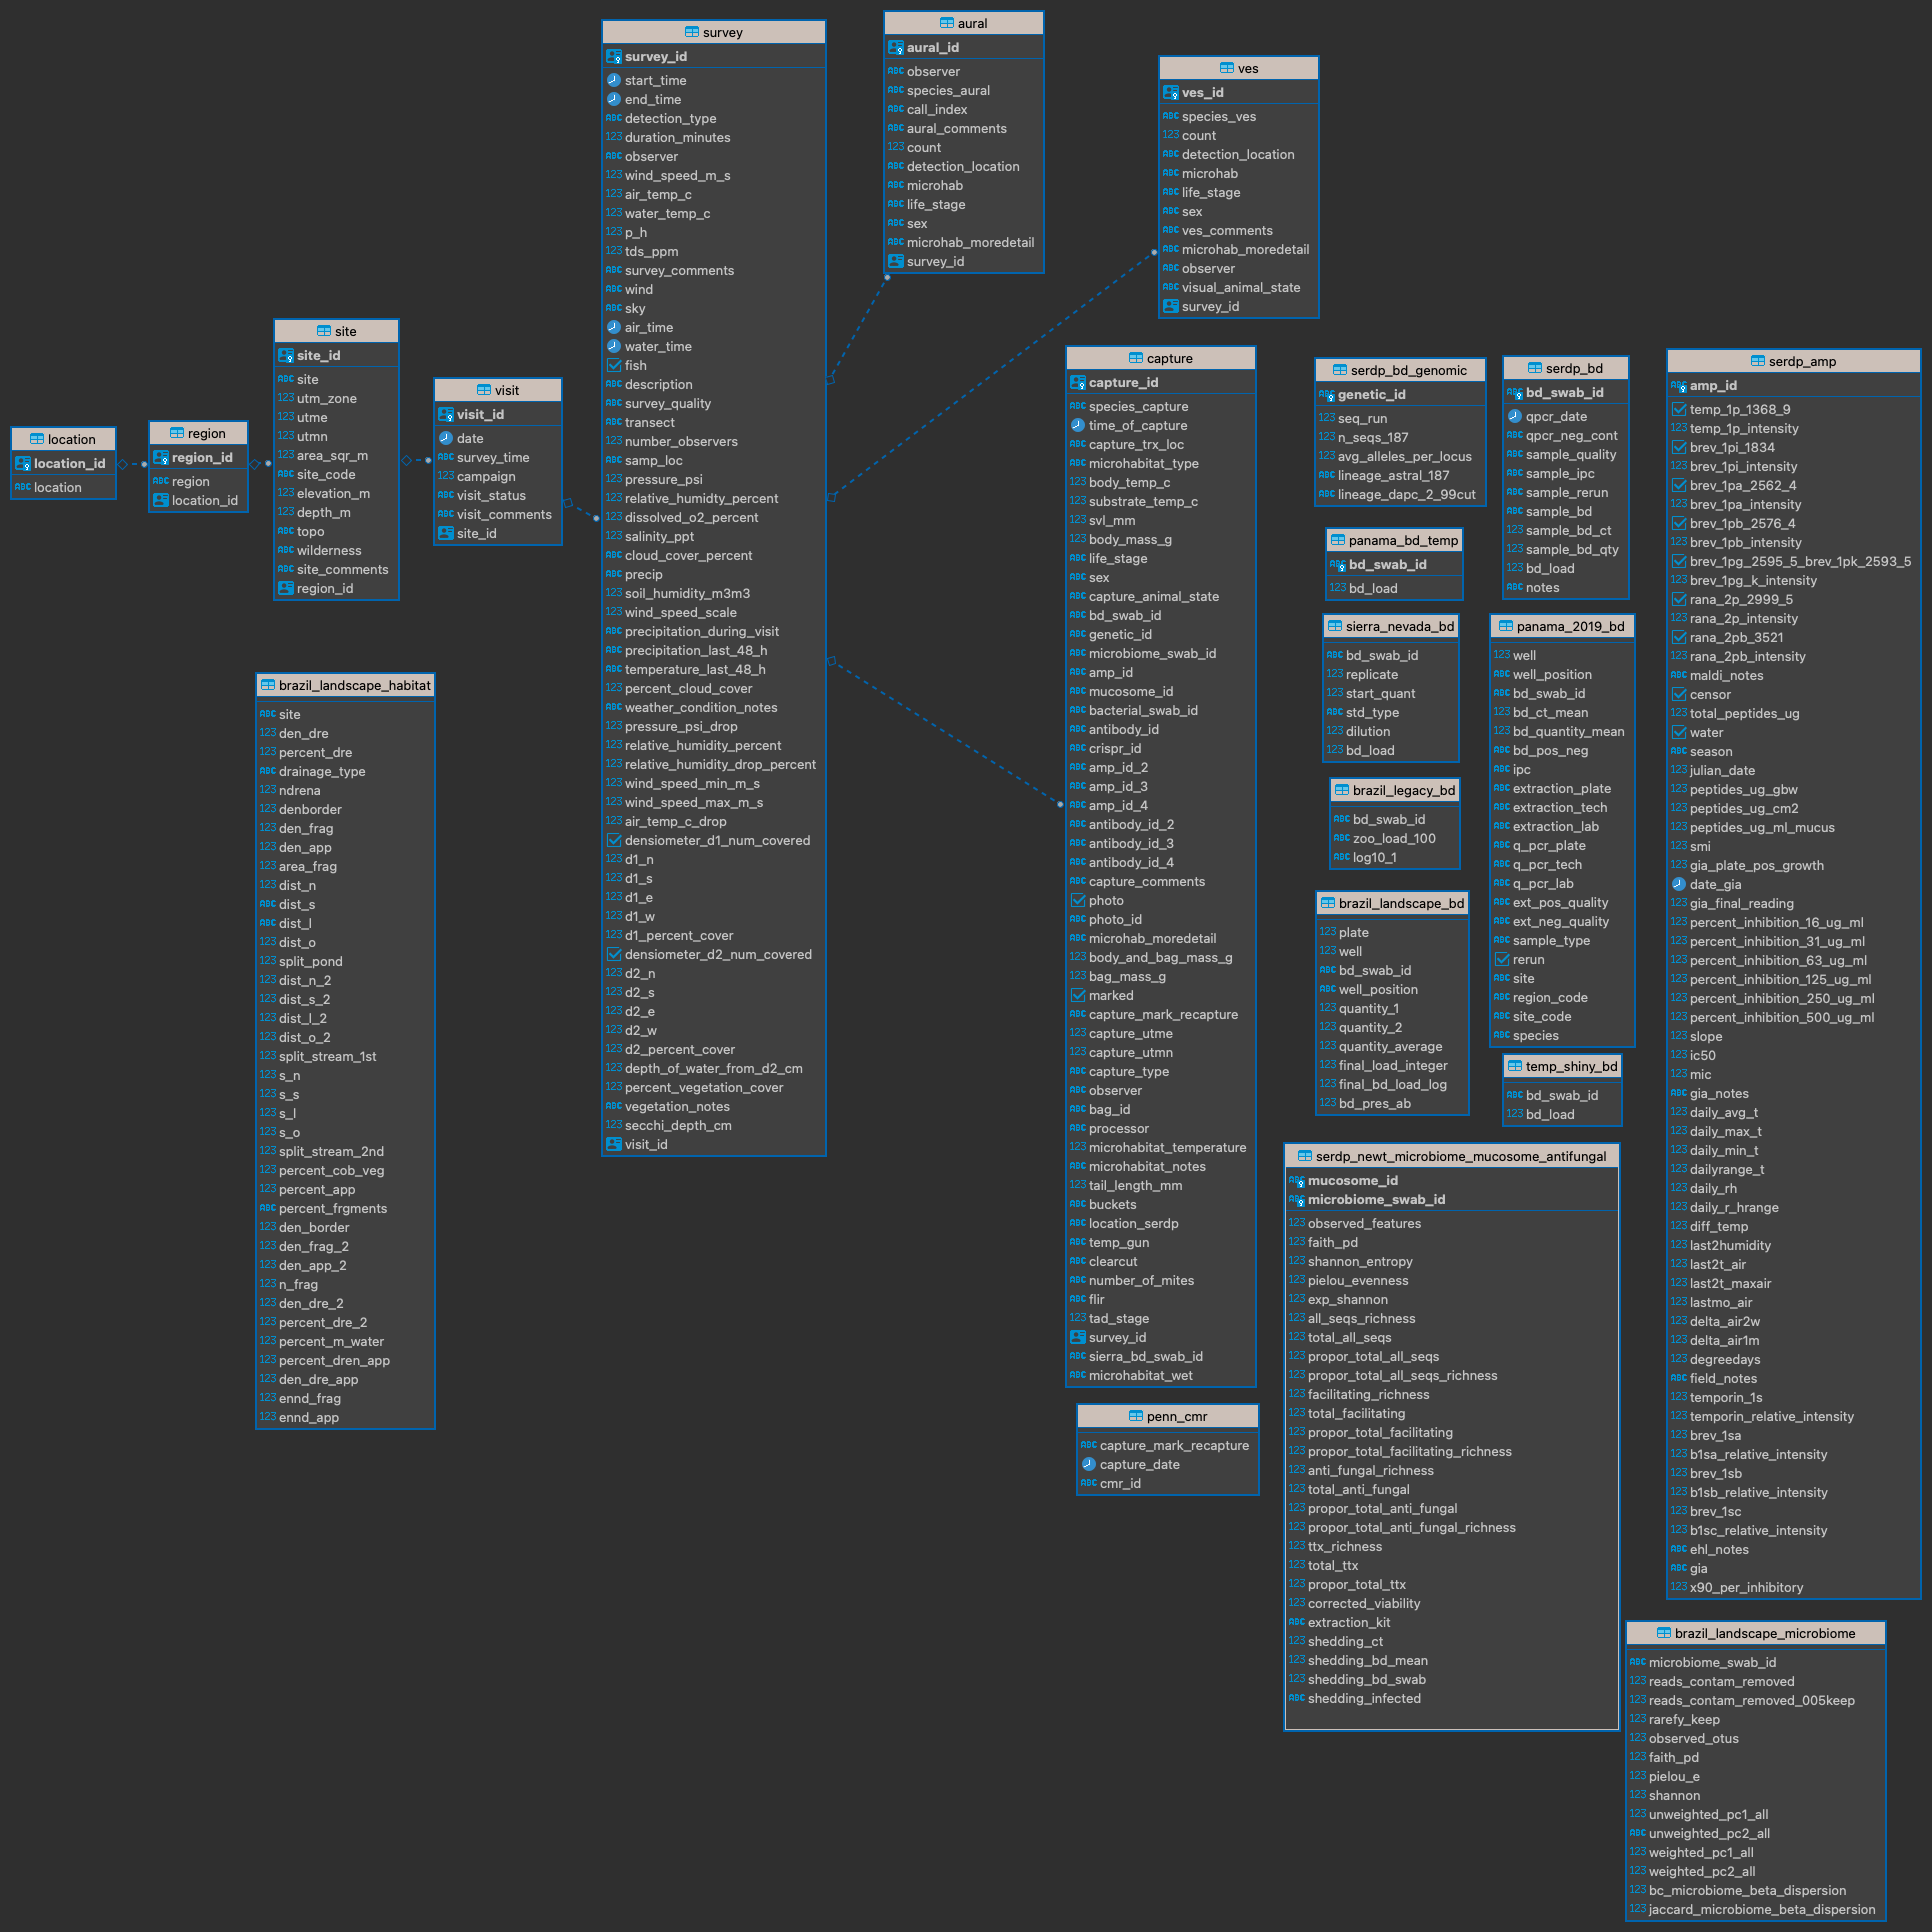 location
location_id
location
region
region_id
region
location_id
site
site_id
site
utm_zone
utme
utmn
area_sqr_m
site_code
elevation_m
depth_m
topo
wilderness
site_comments
region_id
visit
visit_id
date
survey_time
campaign
visit_status
visit_comments
site_id
brazil_landscape_habitat
site
den_dre
percent_dre
drainage_type
ndrena
denborder
den_frag
den_app
area_frag
dist_n
dist_s
dist_l
dist_o
split_pond
dist_n_2
dist_s_2
dist_l_2
dist_o_2
split_stream_1st
s_n
s_s
s_l
s_o
split_stream_2nd
percent_cob_veg
percent_app
percent_frgments
den_border
den_frag_2
den_app_2
n_frag
den_dre_2
percent_dre_2
percent_m_water
percent_dren_app
den_dre_app
ennd_frag
ennd_app
survey
survey_id
start_time
end_time
detection_type
duration_minutes
observer
wind_speed_m_s
air_temp_c
water_temp_c
p_h
tds_ppm
survey_comments
wind
sky
air_time
water_time
fish
description
survey_quality
transect
number_observers
samp_loc
pressure_psi
relative_humidty_percent
dissolved_o2_percent
salinity_ppt
cloud_cover_percent
precip
soil_humidity_m3m3
wind_speed_scale
precipitation_during_visit
precipitation_last_48_h
temperature_last_48_h
percent_cloud_cover
weather_condition_notes
pressure_psi_drop
relative_humidity_percent
relative_humidity_drop_percent
wind_speed_min_m_s
wind_speed_max_m_s
air_temp_c_drop
densiometer_d1_num_covered
d1_n
d1_s
d1_e
d1_w
d1_percent_cover
densiometer_d2_num_covered
d2_n
d2_s
d2_e
d2_w
d2_percent_cover
depth_of_water_from_d2_cm
percent_vegetation_cover
vegetation_notes
secchi_depth_cm
visit_id
aural
aural_id
observer
species_aural
call_index
aural_comments
count
detection_location
microhab
life_stage
sex
microhab_moredetail
survey_id
ves
ves_id
species_ves
count
detection_location
microhab
life_stage
sex
ves_comments
microhab_moredetail
observer
visual_animal_state
survey_id
capture
capture_id
species_capture
time_of_capture
capture_trx_loc
microhabitat_type
body_temp_c
substrate_temp_c
svl_mm
body_mass_g
life_stage
sex
capture_animal_state
bd_swab_id
genetic_id
microbiome_swab_id
amp_id
mucosome_id
bacterial_swab_id
antibody_id
crispr_id
amp_id_2
amp_id_3
amp_id_4
antibody_id_2
antibody_id_3
antibody_id_4
capture_comments
photo
photo_id
microhab_moredetail
body_and_bag_mass_g
bag_mass_g
marked
capture_mark_recapture
capture_utme
capture_utmn
capture_type
observer
bag_id
processor
microhabitat_temperature
microhabitat_notes
tail_length_mm
buckets
location_serdp
temp_gun
clearcut
number_of_mites
flir
tad_stage
survey_id
sierra_bd_swab_id
microhabitat_wet
penn_cmr
capture_mark_recapture
capture_date
cmr_id
serdp_bd_genomic
genetic_id
seq_run
n_seqs_187
avg_alleles_per_locus
lineage_astral_187
lineage_dapc_2_99cut
panama_bd_temp
bd_swab_id
bd_load
sierra_nevada_bd
bd_swab_id
replicate
start_quant
std_type
dilution
bd_load
brazil_legacy_bd
bd_swab_id
zoo_load_100
log10_1
brazil_landscape_bd
plate
well
bd_swab_id
well_position
quantity_1
quantity_2
quantity_average
final_load_integer
final_bd_load_log
bd_pres_ab
serdp_bd
bd_swab_id
qpcr_date
qpcr_neg_cont
sample_quality
sample_ipc
sample_rerun
sample_bd
sample_bd_ct
sample_bd_qty
bd_load
notes
panama_2019_bd
well
well_position
bd_swab_id
bd_ct_mean
bd_quantity_mean
bd_pos_neg
ipc
extraction_plate
extraction_tech
extraction_lab
q_pcr_plate
q_pcr_tech
q_pcr_lab
ext_pos_quality
ext_neg_quality
sample_type
rerun
site
region_code
site_code
species
temp_shiny_bd
bd_swab_id
bd_load
serdp_newt_microbiome_mucosome_antifungal
mucosome_id
microbiome_swab_id
observed_features
faith_pd
shannon_entropy
pielou_evenness
exp_shannon
all_seqs_richness
total_all_seqs
propor_total_all_seqs
propor_total_all_seqs_richness
facilitating_richness
total_facilitating
propor_total_facilitating
propor_total_facilitating_richness
anti_fungal_richness
total_anti_fungal
propor_total_anti_fungal
propor_total_anti_fungal_richness
ttx_richness
total_ttx
propor_total_ttx
corrected_viability
extraction_kit
shedding_ct
shedding_bd_mean
shedding_bd_swab
shedding_infected
serdp_amp
amp_id
temp_1p_1368_9
temp_1p_intensity
brev_1pi_1834
brev_1pi_intensity
brev_1pa_2562_4
brev_1pa_intensity
brev_1pb_2576_4
brev_1pb_intensity
brev_1pg_2595_5_brev_1pk_2593_5
brev_1pg_k_intensity
rana_2p_2999_5
rana_2p_intensity
rana_2pb_3521
rana_2pb_intensity
maldi_notes
censor
total_peptides_ug
water
season
julian_date
peptides_ug_gbw
peptides_ug_cm2
peptides_ug_ml_mucus
smi
gia_plate_pos_growth
date_gia
gia_final_reading
percent_inhibition_16_ug_ml
percent_inhibition_31_ug_ml
percent_inhibition_63_ug_ml
percent_inhibition_125_ug_ml
percent_inhibition_250_ug_ml
percent_inhibition_500_ug_ml
slope
ic50
mic
gia_notes
daily_avg_t
daily_max_t
daily_min_t
dailyrange_t
daily_rh
daily_r_hrange
diff_temp
last2humidity
last2t_air
last2t_maxair
lastmo_air
delta_air2w
delta_air1m
degreedays
field_notes
temporin_1s
temporin_relative_intensity
brev_1sa
b1sa_relative_intensity
brev_1sb
b1sb_relative_intensity
brev_1sc
b1sc_relative_intensity
ehl_notes
gia
x90_per_inhibitory
brazil_landscape_microbiome
microbiome_swab_id
reads_contam_removed
reads_contam_removed_005keep
rarefy_keep
observed_otus
faith_pd
pielou_e
shannon
unweighted_pc1_all
unweighted_pc2_all
weighted_pc1_all
weighted_pc2_all
bc_microbiome_beta_dispersion
jaccard_microbiome_beta_dispersion